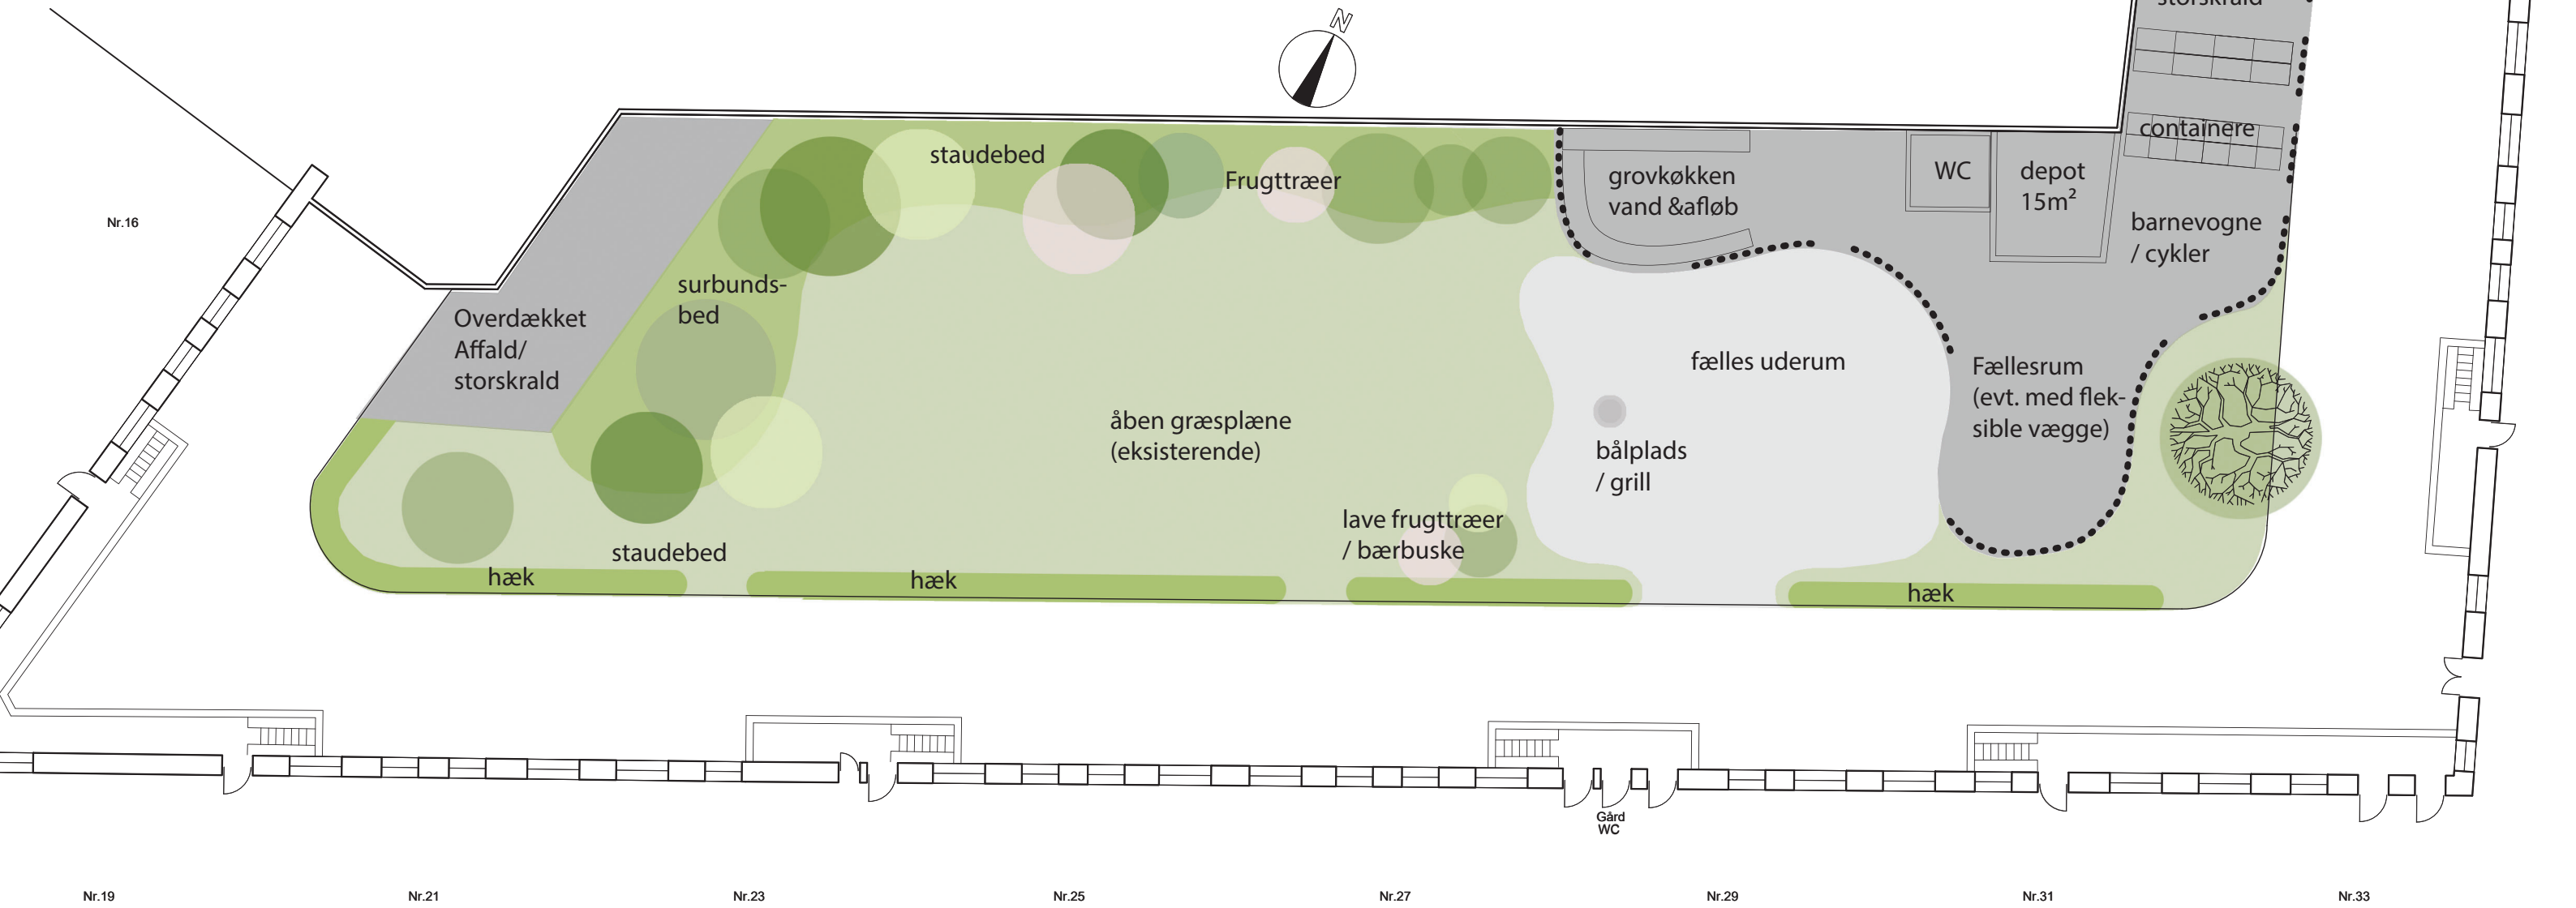 storskrald
N
containere
staudebed
Frugttræer
grovkøkken
vand &afløb
WC
depot
15m²
barnevogne
/ cykler
Nr.16
surbunds-
bed
Overdækket
Affald/
storskrald
fælles uderum
Fællesrum
(evt. med flek-
sible vægge)
åben græsplæne
(eksisterende)
bålplads
/ grill
lave frugttræer
/ bærbuske
staudebed
hæk
hæk
hæk
Gård
WC
Nr.19
Nr.21
Nr.23
Nr.25
Nr.27
Nr.29
Nr.31
Nr.33